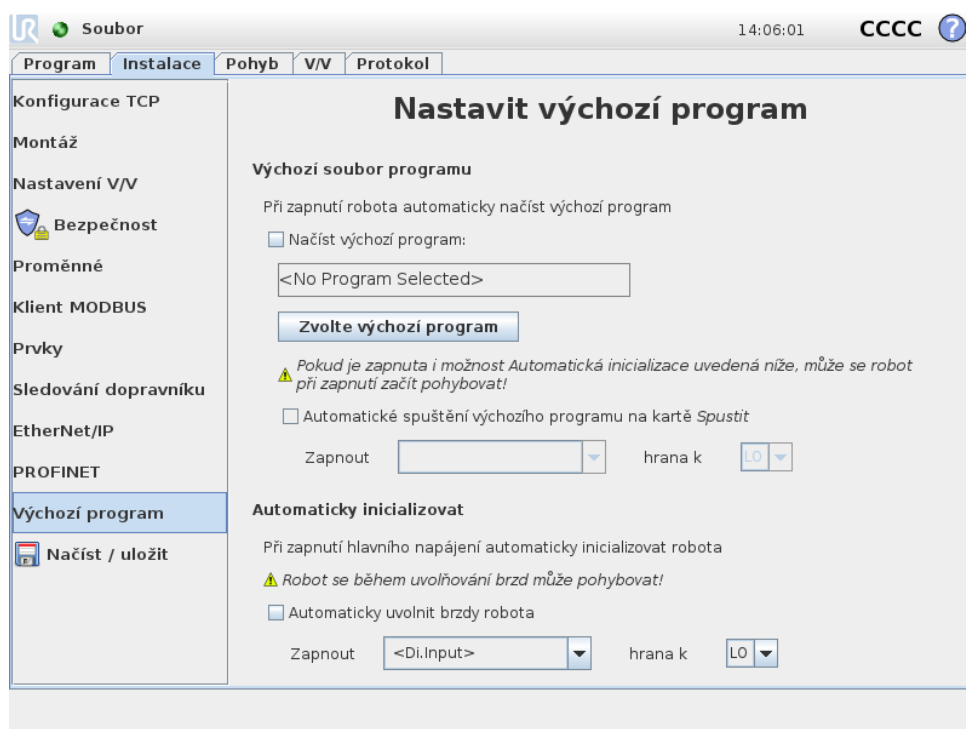 Soubor 14:06:01 CCCC ?
Program Instalace Pohyb V/V Protokol
Konfigurace TCP
Montáž
Nastavení V/V
Bezpečnost
Proměnné
Klient MODBUS
Prvky
Sledování dopravníku
EtherNet/IP
PROFINET
Výchozí program
Načíst / uložit
Nastavit výchozí program
Výchozí soubor programu
Při zapnutí robota automaticky načíst výchozí program
Načíst výchozí program:
<No Program Selected>
Zvolte výchozí program
Pokud je zapnuta i možnost Automatická inicializace uvedená níže, může se robot
při zapnutí začít pohybovat!
Automatické spuštění výchozího programu na kartě Spustit
Zapnout hrana k LO
Automaticky inicializovat
Při zapnutí hlavního napájení automaticky inicializovat robota
Robot se během uvolňování brzd může pohybovat!
Automaticky uvolnit brzdy robota
Zapnout <Di.Input> hrana k LO